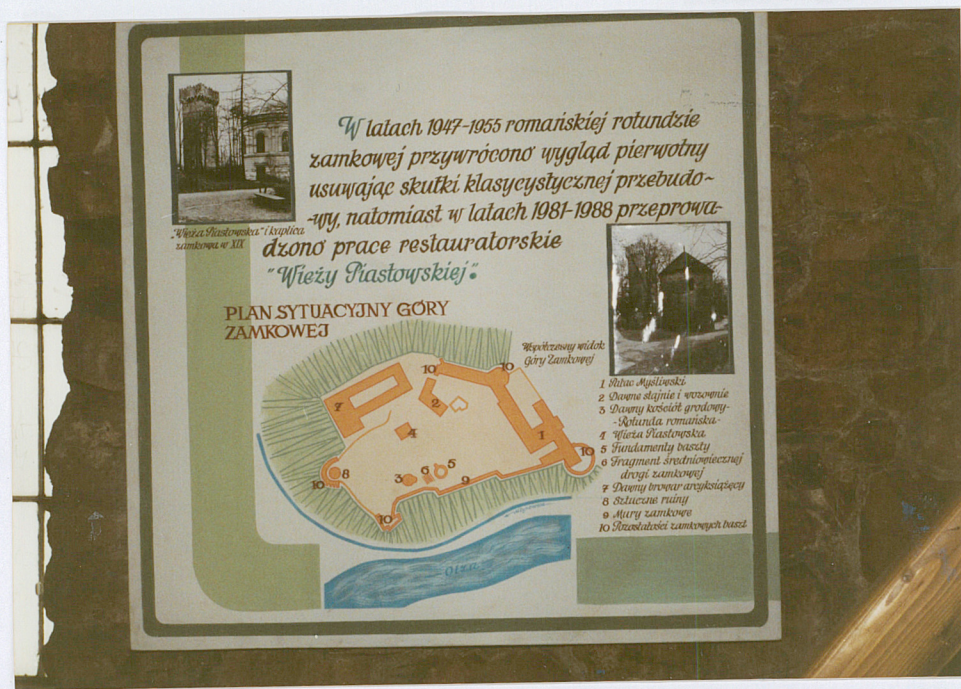 W latach 1947-1955 romańskiej rotundzie
zamkowej przywrócono wygląd pierwotny
usuwając skutki klasycystycznej przebudo-
-wy, natomiast w latach 1981-1988 przeprowa-
dzono prace restauratorskie
"Wieży Piastowskiej".
"Wieża Piastowska" i kaplica
zamkowa w XIX
PLAN SYTUACYJNY GÓRY
ZAMKOWEJ
Współczesny widok
Góry Zamkowej
1 Pałac Myśliwski
2 Dawne stajnie i wozownie
3 Dawny kościół grodowy-
-Rotunda romańska-
4 Wieża Piastowska
5 Fundamenty baszty
6 Fragment średniowiecznej
drogi zamkowej
7 Dawny browar arcyksiążęcy
8 Sztuczne ruiny
9 Mury zamkowe
10 Pozostałości zamkowych baszt
10
10
7
2
4
1
10
8
10
3
6
5
9
10
Olza